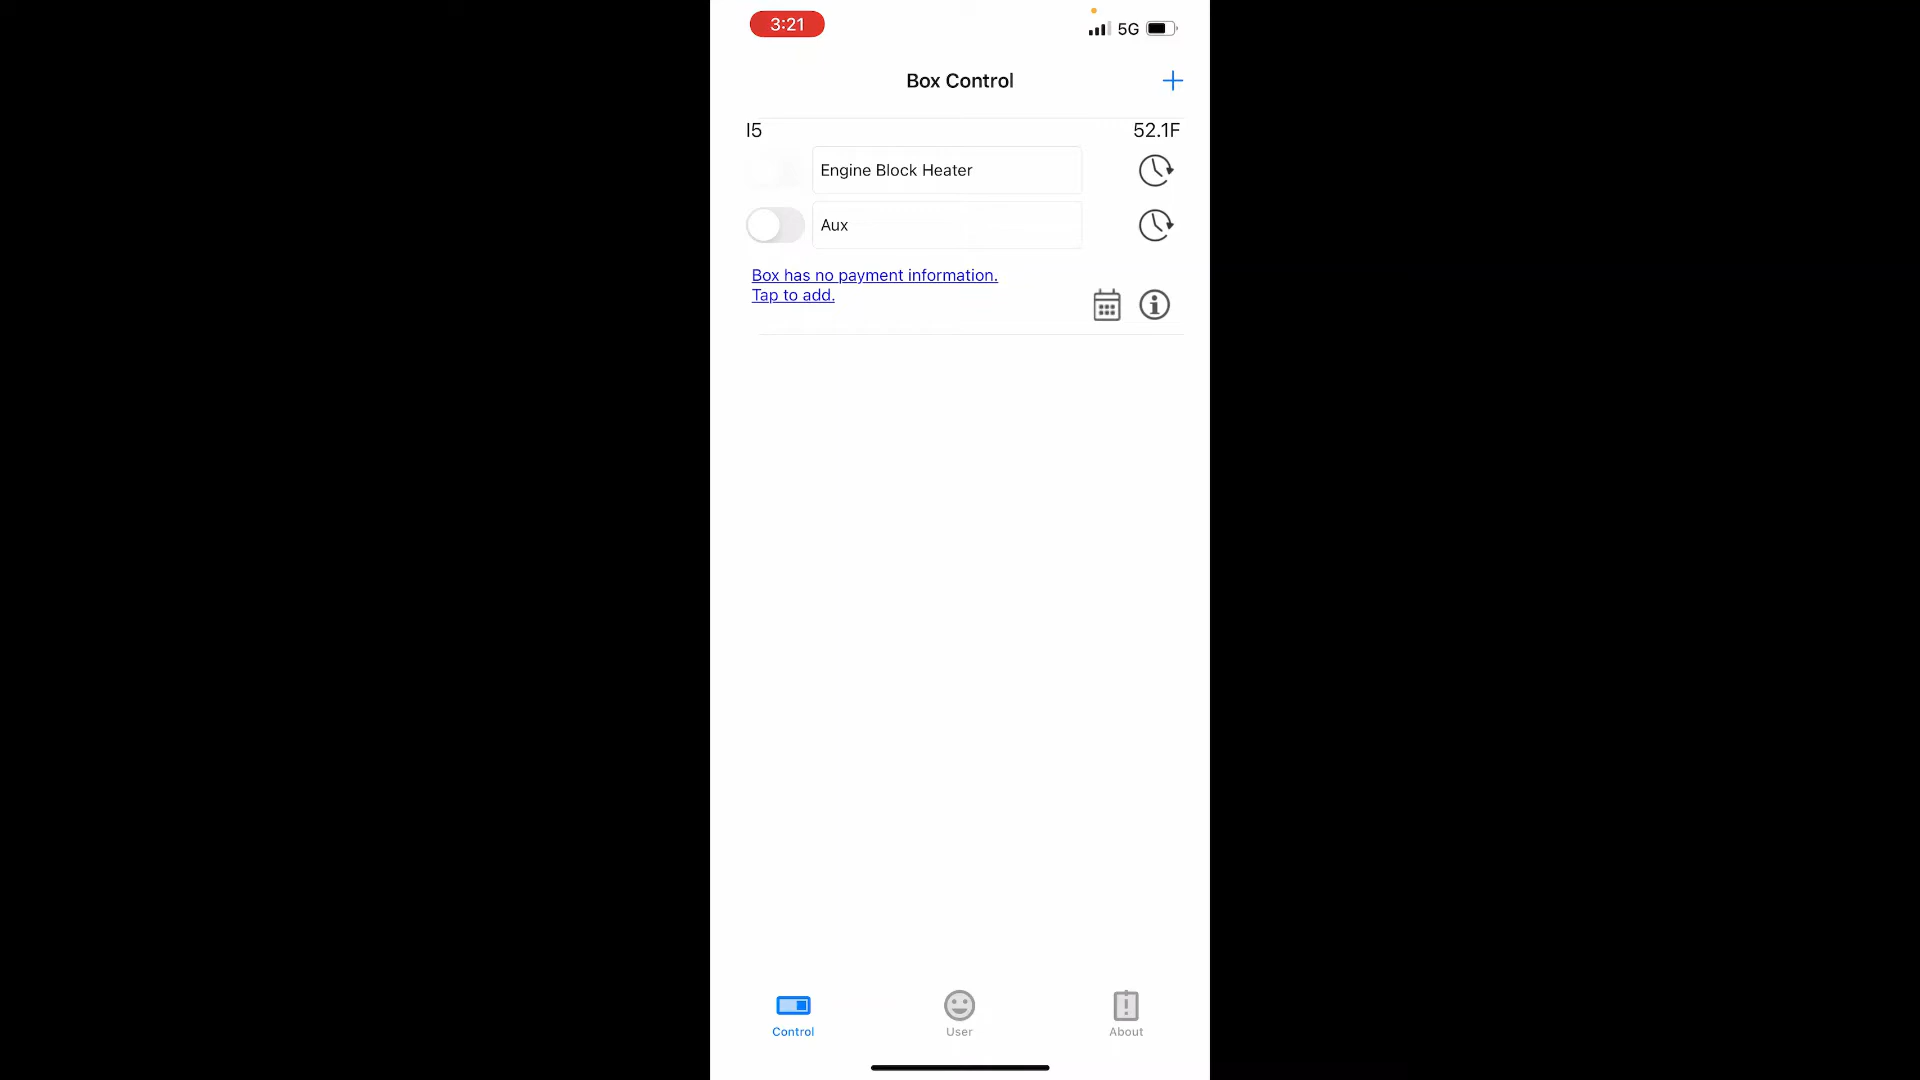 3:21
5G
Box Control
I5
52.1F
Engine Block Heater
Aux
Box has no payment information.
Tap to add.
Control
User
About